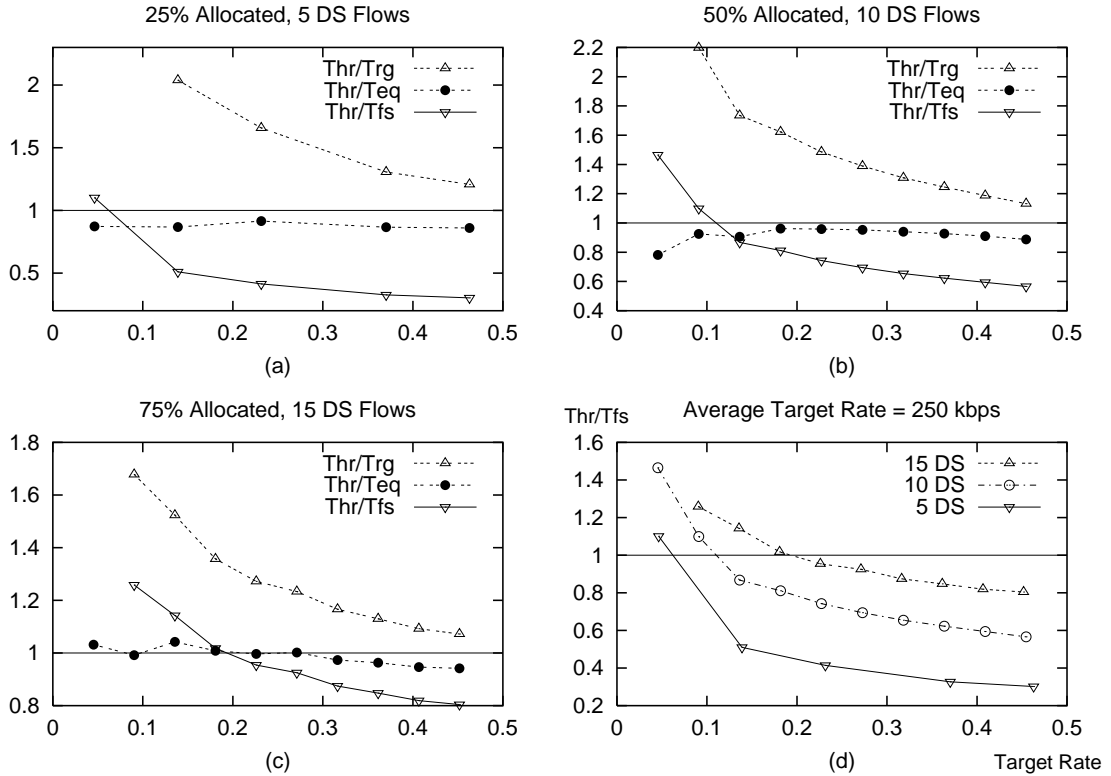 25% Allocated, 5 DS Flows
2
1.5
1
0.5
Thr/Trg
Thr/Teq
Thr/Tfs
0 0.1 0.2 0.3 0.4 0.5
(a)
50% Allocated, 10 DS Flows
2.2
2
1.8
1.6
1.4
1.2
1
0.8
0.6
0.4
Thr/Trg
Thr/Teq
Thr/Tfs
0 0.1 0.2 0.3 0.4 0.5
(b)
75% Allocated, 15 DS Flows
1.8
1.6
1.4
1.2
1
0.8
Thr/Trg
Thr/Teq
Thr/Tfs
0 0.1 0.2 0.3 0.4 0.5
(c)
Thr/Tfs
Average Target Rate = 250 kbps
1.6
1.4
1.2
1
0.8
0.6
0.4
0.2
15 DS
10 DS
5 DS
0 0.1 0.2 0.3 0.4 0.5
(d)
Target Rate